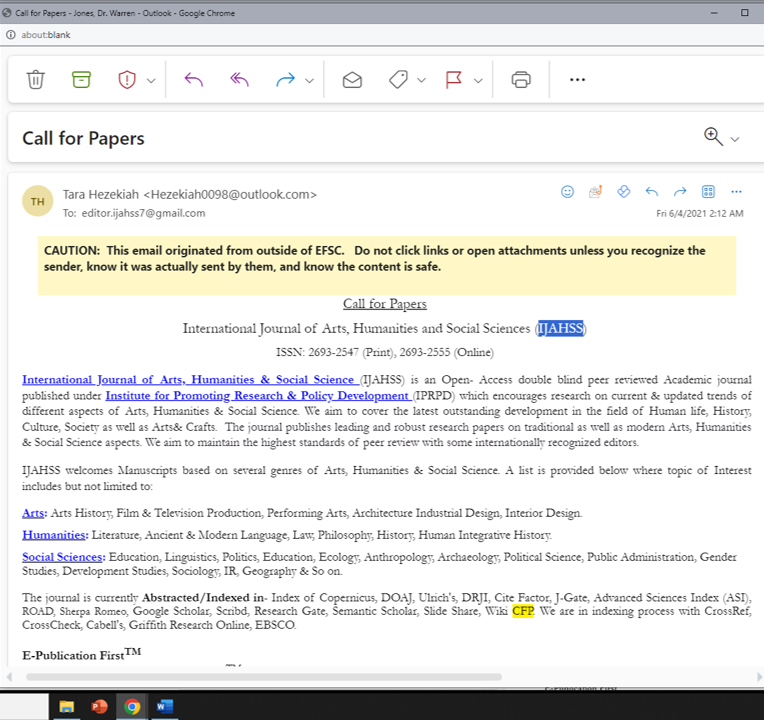 Call for Papers - Jones, Dr. Warren - Outlook - Google Chrome
about:blank
Call for Papers
TH
Tara Hezekiah <Hezekiah0098@outlook.com>
To: editor.ijahss7@gmail.com
Fri 6/4/2021 2:12 AM
CAUTION: This email originated from outside of EFSC. Do not click links or open attachments unless you recognize the
sender, know it was actually sent by them, and know the content is safe.
Call for Papers
International Journal of Arts, Humanities and Social Sciences (IJAHSS)
ISSN: 2693-2547 (Print), 2693-2555 (Online)
International Journal of Arts, Humanities & Social Science (IJAHSS) is an Open- Access double blind peer reviewed Academic journal
published under Institute for Promoting Research & Policy Development (IPRPD) which encourages research on current & updated trends of
different aspects of Arts, Humanities & Social Science. We aim to cover the latest outstanding development in the field of Human life, History,
Culture, Society as well as Arts& Crafts. The journal publishes leading and robust research papers on traditional as well as modern Arts, Humanities
& Social Science aspects. We aim to maintain the highest standards of peer review with some internationally recognized editors.
IJAHSS welcomes Manuscripts based on several genres of Arts, Humanities & Social Science. A list is provided below where topic of Interest
includes but not limited to:
Arts: Arts History, Film & Television Production, Performing Arts, Architecture Industrial Design, Interior Design.
Humanities: Literature, Ancient & Modern Language, Law, Philosophy, History, Human Integrative History.
Social Sciences: Education, Linguistics, Politics, Education, Ecology, Anthropology, Archaeology, Political Science, Public Administration, Gender
Studies, Development Studies, Sociology, IR, Geography & So on.
The journal is currently Abstracted/Indexed in- Index of Copernicus, DOAJ, Ulrich's, DRJI, Cite Factor, J-Gate, Advanced Sciences Index (ASI),
ROAD, Sherpa Romeo, Google Scholar, Scribd, Research Gate, Semantic Scholar, Slide Share, Wiki CFP. We are in indexing process with CrossRef,
CrossCheck, Cabell's, Griffith Research Online, EBSCO.
E-Publication First™